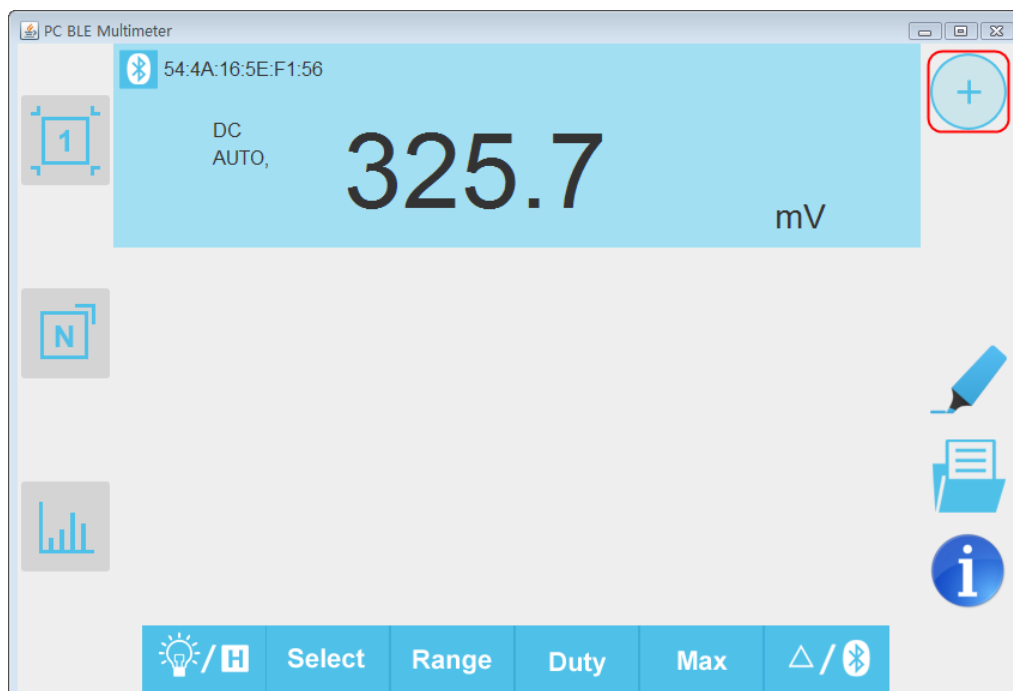 PC BLE Multimeter
54:4A:16:5E:F1:56
DC
AUTO,
325.7
mV
1
N
i
/ H
Select
Range
Duty
Max
△/